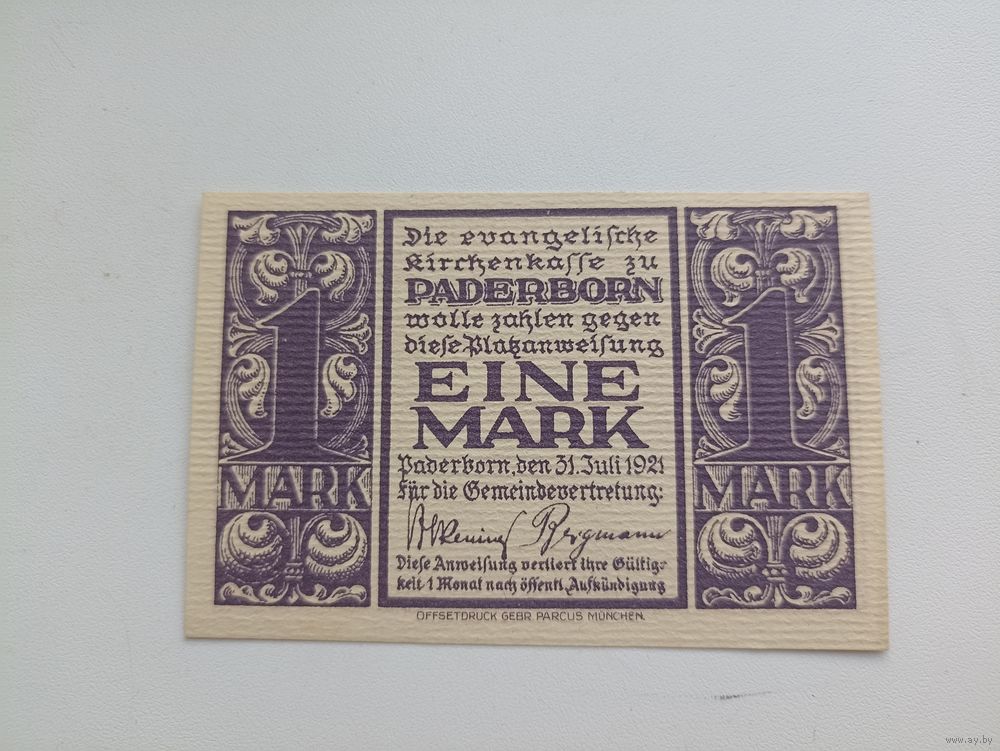 Die evangelische
Kirchenkasse zu
PADERBORN
wolle zahlen gegen
diese Platzanweisung
EINE
MARK
Paderborn, den 31. Juli 1921
Für die Gemeindevertretung:
Bergmann
Diese Anweisung verliert ihre Gültig-
keit 1 Monat nach öffentl. Aufkündigung
1
MARK
1
MARK
OFFSETDRUCK GEBR PARCUS MÜNCHEN.
www.ay.by